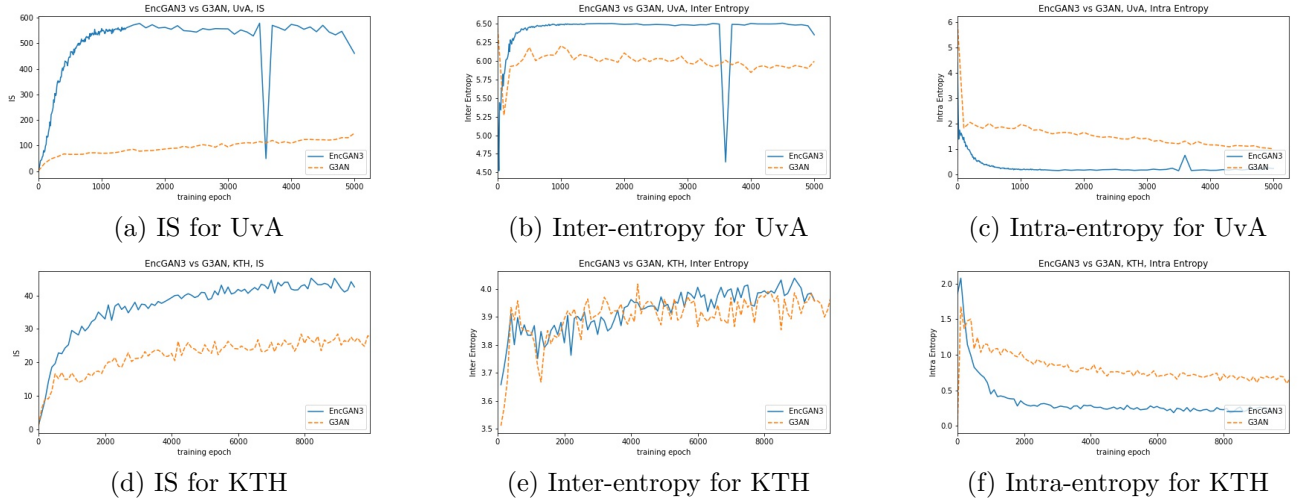 EncGAN3 vs G3AN, UvA, IS
600
500
400
300
200
100
0
IS
0 1000 2000 3000 4000 5000
training epoch
EncGAN3
G3AN
(a) IS for UvA
EncGAN3 vs G3AN, UvA, Inter Entropy
6.50
6.25
6.00
5.75
5.50
5.25
5.00
4.75
4.50
Inter Entropy
0 1000 2000 3000 4000 5000
training epoch
EncGAN3
G3AN
(b) Inter-entropy for UvA
EncGAN3 vs G3AN, UvA, Intra Entropy
6
5
4
3
2
1
0
Intra Entropy
0 1000 2000 3000 4000 5000
training epoch
EncGAN3
G3AN
(c) Intra-entropy for UvA
EncGAN3 vs G3AN, KTH, IS
40
30
20
10
0
IS
0 2000 4000 6000 8000
training epoch
EncGAN3
G3AN
(d) IS for KTH
EncGAN3 vs G3AN, KTH, Inter Entropy
4.0
3.9
3.8
3.7
3.6
3.5
Inter Entropy
0 2000 4000 6000 8000
training epoch
EncGAN3
G3AN
(e) Inter-entropy for KTH
EncGAN3 vs G3AN, KTH, Intra Entropy
2.0
1.5
1.0
0.5
0.0
Intra Entropy
0 2000 4000 6000 8000
training epoch
EncGAN3
G3AN
(f) Intra-entropy for KTH